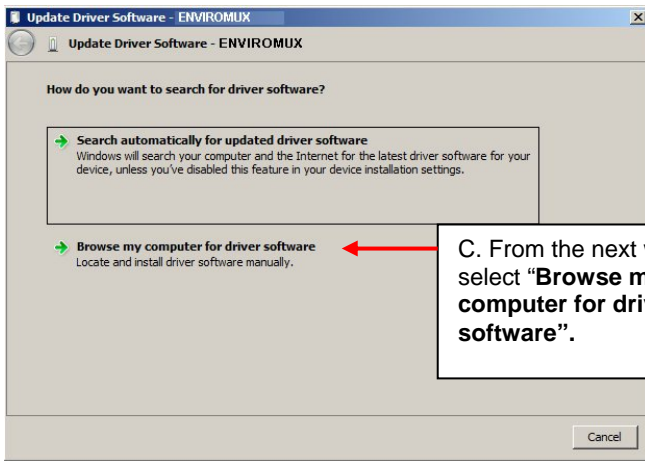 Update Driver Software - ENVIROMUX
Update Driver Software - ENVIROMUX
How do you want to search for driver software?
Search automatically for updated driver software
Windows will search your computer and the Internet for the latest driver software for your
device, unless you've disabled this feature in your device installation settings.
Browse my computer for driver software
Locate and install driver software manually.
C. From the next
select “Browse
computer for
software”.
Cancel